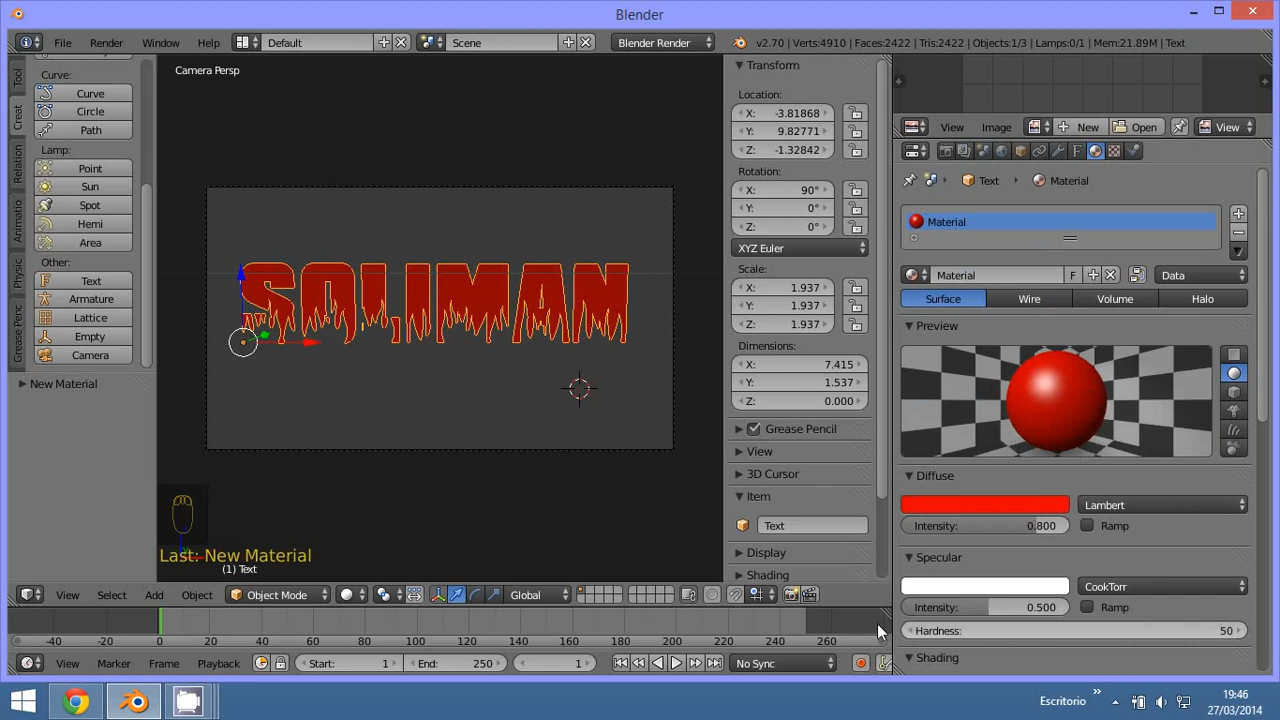 Blender
File Render Window Help Default Scene Blender Render v2.70 | Verts:4910 | Faces:2422 | Tris:2422 | Objects:1/3 | Lamps:0/1 | Mem:21.89M | Text
Tool
Creat
Relation
Animatio
Physic
Grease Penc
Curve:
Curve
Circle
Path
Lamp:
Point
Sun
Spot
Hemi
Area
Other:
Text
Armature
Lattice
Empty
Camera
New Material
Camera Persp
SOLIMAN
Last: New Material
(1) Text
Transform
Location:
X: -3.81868
Y: 9.82771
Z: -1.32842
Rotation:
X: 90°
Y: 0°
Z: 0°
XYZ Euler
Scale:
X: 1.937
Y: 1.937
Z: 1.937
Dimensions:
X: 7.415
Y: 1.537
Z: 0.000
Grease Pencil
View
3D Cursor
Item
Text
Display
Shading
View Image New Open View
F
Text Material
Material
Material F Data
Surface Wire Volume Halo
Preview
Diffuse
Lambert
Intensity: 0.800 Ramp
Specular
CookTorr
Intensity: 0.500 Ramp
Hardness: 50
Shading
View Select Add Object Object Mode Global
-40 -20 0 20 40 60 80 100 120 140 160 180 200 220 240 260
View Marker Frame Playback Start: 1 End: 250 1 No Sync
Escritorio » 19:46
27/03/2014